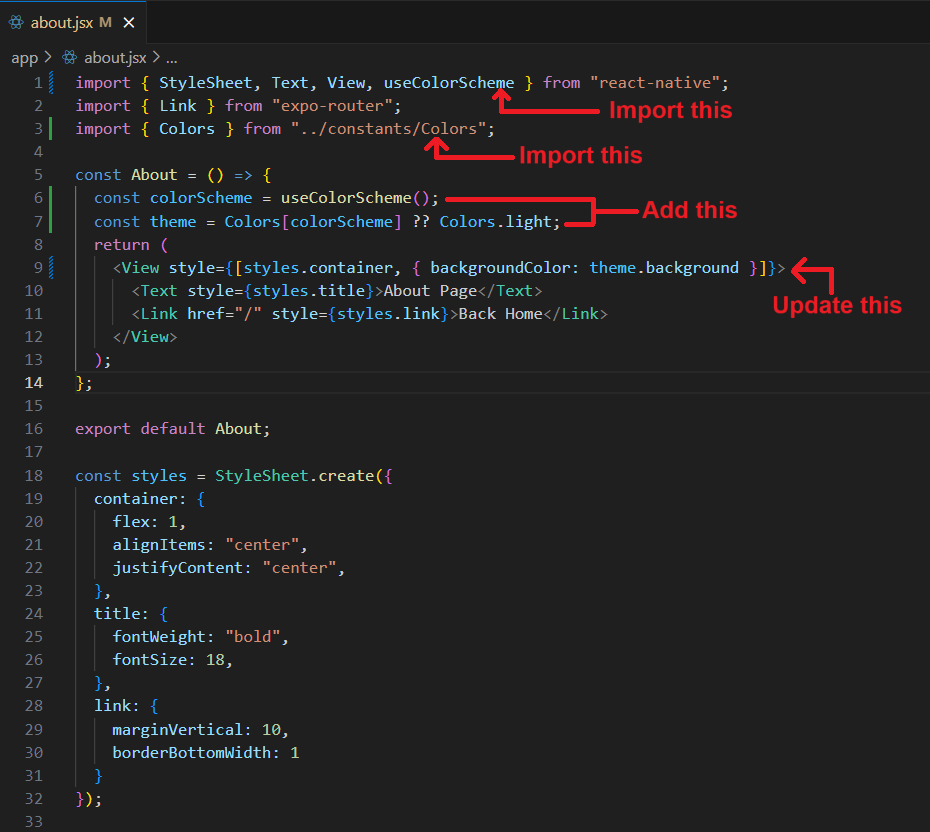 about.jsx M ×
app > about.jsx > ...
1 import { StyleSheet, Text, View, useColorScheme } from "react-native";
Import this
2 import { Link } from "expo-router";
3 import { Colors } from "../constants/Colors";
Import this
4
5 const About = () => {
6 const colorScheme = useColorScheme();
Add this
7 const theme = Colors[colorScheme] ?? Colors.light;
8 return (
9 <View style={[styles.container, { backgroundColor: theme.background }]}>
Update this
10 <Text style={styles.title}>About Page</Text>
11 <Link href="/" style={styles.link}>Back Home</Link>
12 </View>
13 );
14 };
15
16 export default About;
17
18 const styles = StyleSheet.create({
19 container: {
20 flex: 1,
21 alignItems: "center",
22 justifyContent: "center",
23 },
24 title: {
25 fontWeight: "bold",
26 fontSize: 18,
27 },
28 link: {
29 marginVertical: 10,
30 borderBottomWidth: 1
31 }
32 });
33